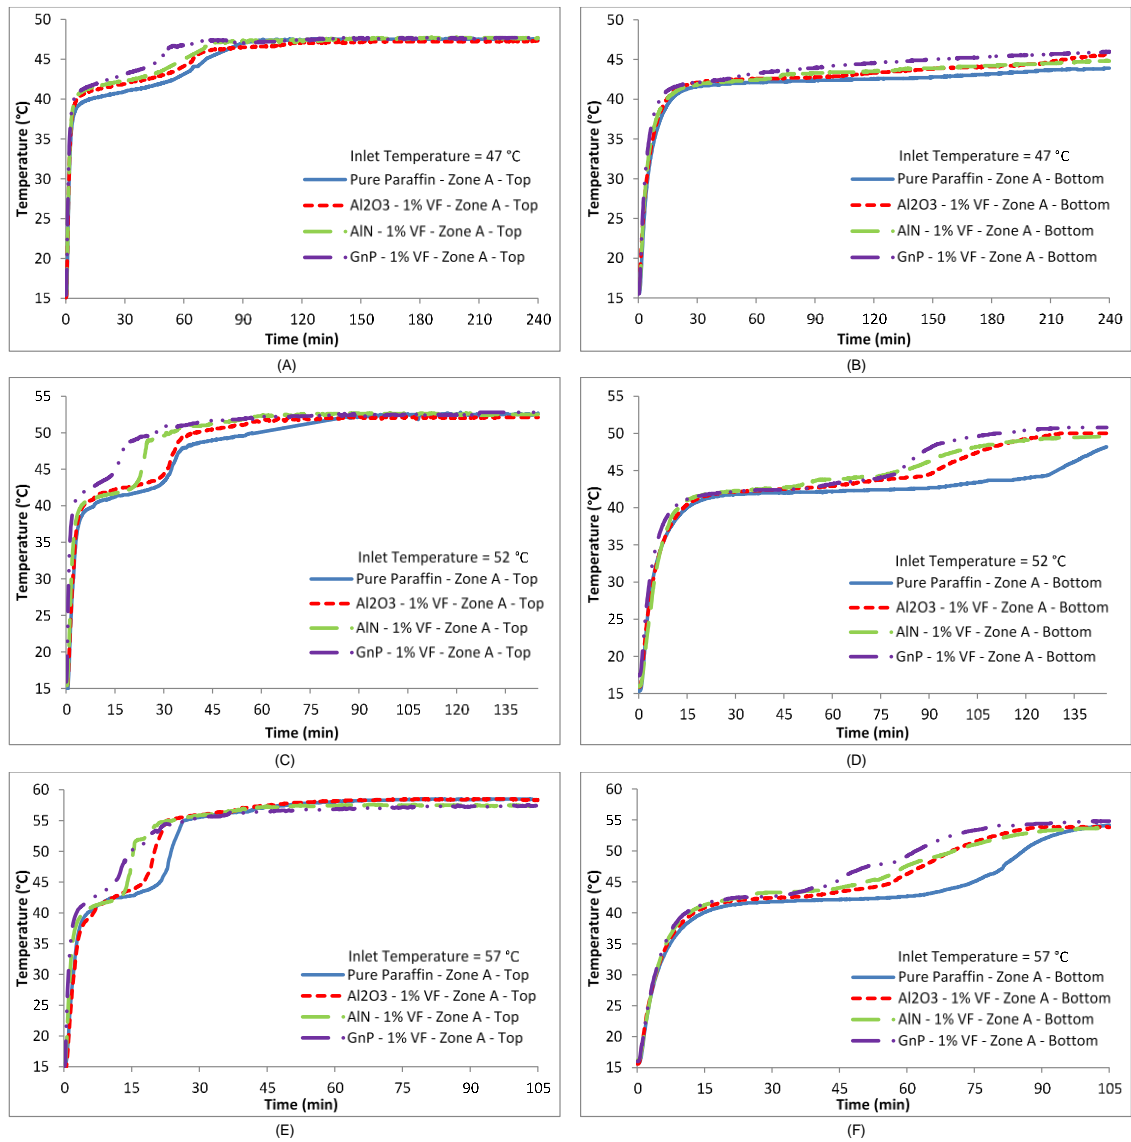 50
45
40
35
30
25
20
15
Temperature (°C)
Inlet Temperature = 47 °C
Pure Paraffin - Zone A - Top
Al2O3 - 1% VF - Zone A - Top
AlN - 1% VF - Zone A - Top
GnP - 1% VF - Zone A - Top
0 30 60 90 120 150 180 210 240
Time (min)
(A)
50
45
40
35
30
25
20
15
Temperature (°C)
Inlet Temperature = 47 °C
Pure Paraffin - Zone A - Bottom
Al2O3 - 1% VF - Zone A - Bottom
AlN - 1% VF - Zone A - Bottom
GnP - 1% VF - Zone A - Bottom
0 30 60 90 120 150 180 210 240
Time (min)
(B)
55
50
45
40
35
30
25
20
15
Temperature (°C)
Inlet Temperature = 52 °C
Pure Paraffin - Zone A - Top
Al2O3 - 1% VF - Zone A - Top
AlN - 1% VF - Zone A - Top
GnP - 1% VF - Zone A - Top
0 15 30 45 60 75 90 105 120 135
Time (min)
(C)
55
50
45
40
35
30
25
20
15
Temperature (°C)
Inlet Temperature = 52 °C
Pure Paraffin - Zone A - Bottom
Al2O3 - 1% VF - Zone A - Bottom
AlN - 1% VF - Zone A - Bottom
GnP - 1% VF - Zone A - Bottom
0 15 30 45 60 75 90 105 120 135
Time (min)
(D)
60
55
50
45
40
35
30
25
20
15
Temperature (°C)
Inlet Temperature = 57 °C
Pure Paraffin - Zone A - Top
Al2O3 - 1% VF - Zone A - Top
AlN - 1% VF - Zone A - Top
GnP - 1% VF - Zone A - Top
0 15 30 45 60 75 90 105
Time (min)
(E)
60
55
50
45
40
35
30
25
20
15
Temperature (°C)
Inlet Temperature = 57 °C
Pure Paraffin - Zone A - Bottom
Al2O3 - 1% VF - Zone A - Bottom
AlN - 1% VF - Zone A - Bottom
GnP - 1% VF - Zone A - Bottom
0 15 30 45 60 75 90 105
Time (min)
(F)